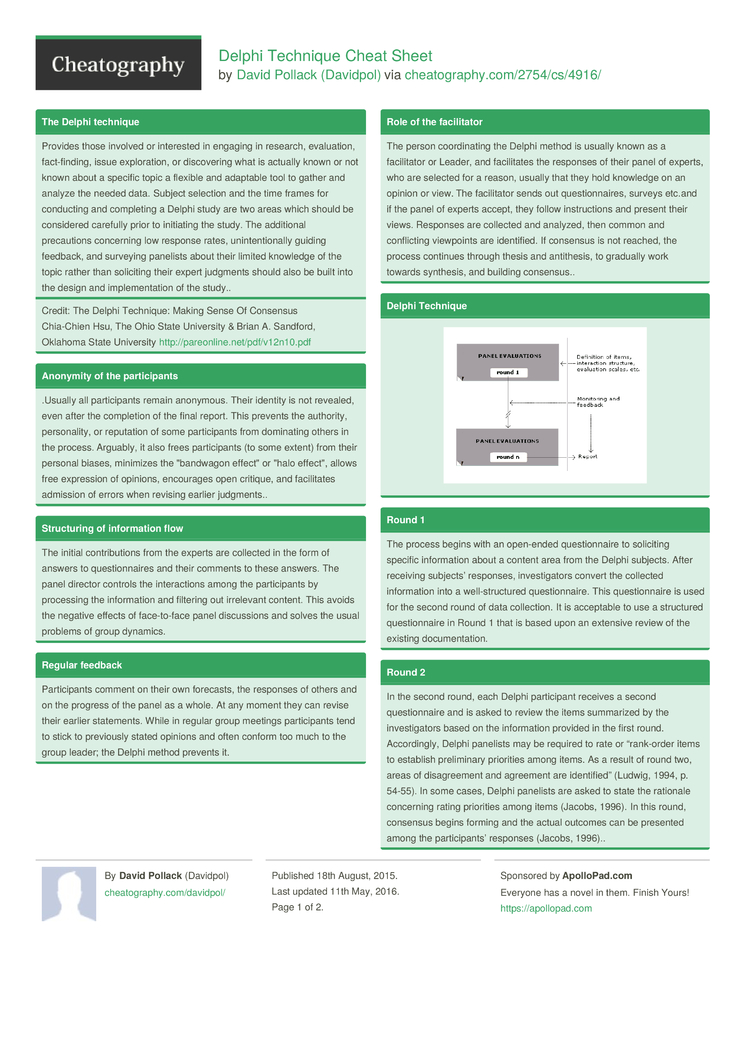 Cheatography
Delphi Technique Cheat Sheet
by David Pollack (Davidpol) via cheatography.com/2754/cs/4916/
The Delphi technique
Provides those involved or interested in engaging in research, evaluation,
fact-finding, issue exploration, or discovering what is actually known or not
known about a specific topic a flexible and adaptable tool to gather and
analyze the needed data. Subject selection and the time frames for
conducting and completing a Delphi study are two areas which should be
considered carefully prior to initiating the study. The additional
precautions concerning low response rates, unintentionally guiding
feedback, and surveying panelists about their limited knowledge of the
topic rather than soliciting their expert judgments should also be built into
the design and implementation of the study..
Credit: The Delphi Technique: Making Sense Of Consensus
Chia-Chien Hsu, The Ohio State University & Brian A. Sandford,
Oklahoma State University http://pareonline.net/pdf/v12n10.pdf
Anonymity of the participants
.Usually all participants remain anonymous. Their identity is not revealed,
even after the completion of the final report. This prevents the authority,
personality, or reputation of some participants from dominating others in
the process. Arguably, it also frees participants (to some extent) from their
personal biases, minimizes the "bandwagon effect" or "halo effect", allows
free expression of opinions, encourages open critique, and facilitates
admission of errors when revising earlier judgments..
Structuring of information flow
The initial contributions from the experts are collected in the form of
answers to questionnaires and their comments to these answers. The
panel director controls the interactions among the participants by
processing the information and filtering out irrelevant content. This avoids
the negative effects of face-to-face panel discussions and solves the usual
problems of group dynamics.
Regular feedback
Participants comment on their own forecasts, the responses of others and
on the progress of the panel as a whole. At any moment they can revise
their earlier statements. While in regular group meetings participants tend
to stick to previously stated opinions and often conform too much to the
group leader; the Delphi method prevents it.
Role of the facilitator
The person coordinating the Delphi method is usually known as a
facilitator or Leader, and facilitates the responses of their panel of experts,
who are selected for a reason, usually that they hold knowledge on an
opinion or view. The facilitator sends out questionnaires, surveys etc.and
if the panel of experts accept, they follow instructions and present their
views. Responses are collected and analyzed, then common and
conflicting viewpoints are identified. If consensus is not reached, the
process continues through thesis and antithesis, to gradually work
towards synthesis, and building consensus..
Delphi Technique
PANEL EVALUATIONS
round 1
Definition of items,
interaction structure,
evaluation scales, etc.
Monitoring and
feedback
PANEL EVALUATIONS
round n
Report
Round 1
The process begins with an open-ended questionnaire to soliciting
specific information about a content area from the Delphi subjects. After
receiving subjects' responses, investigators convert the collected
information into a well-structured questionnaire. This questionnaire is used
for the second round of data collection. It is acceptable to use a structured
questionnaire in Round 1 that is based upon an extensive review of the
existing documentation.
Round 2
In the second round, each Delphi participant receives a second
questionnaire and is asked to review the items summarized by the
investigators based on the information provided in the first round.
Accordingly, Delphi panelists may be required to rate or “rank-order items
to establish preliminary priorities among items. As a result of round two,
areas of disagreement and agreement are identified” (Ludwig, 1994, p.
54-55). In some cases, Delphi panelists are asked to state the rationale
concerning rating priorities among items (Jacobs, 1996). In this round,
consensus begins forming and the actual outcomes can be presented
among the participants’ responses (Jacobs, 1996)..
By David Pollack (Davidpol)
cheatography.com/davidpol/
Published 18th August, 2015.
Last updated 11th May, 2016.
Page 1 of 2.
Sponsored by ApolloPad.com
Everyone has a novel in them. Finish Yours!
https://apollopad.com